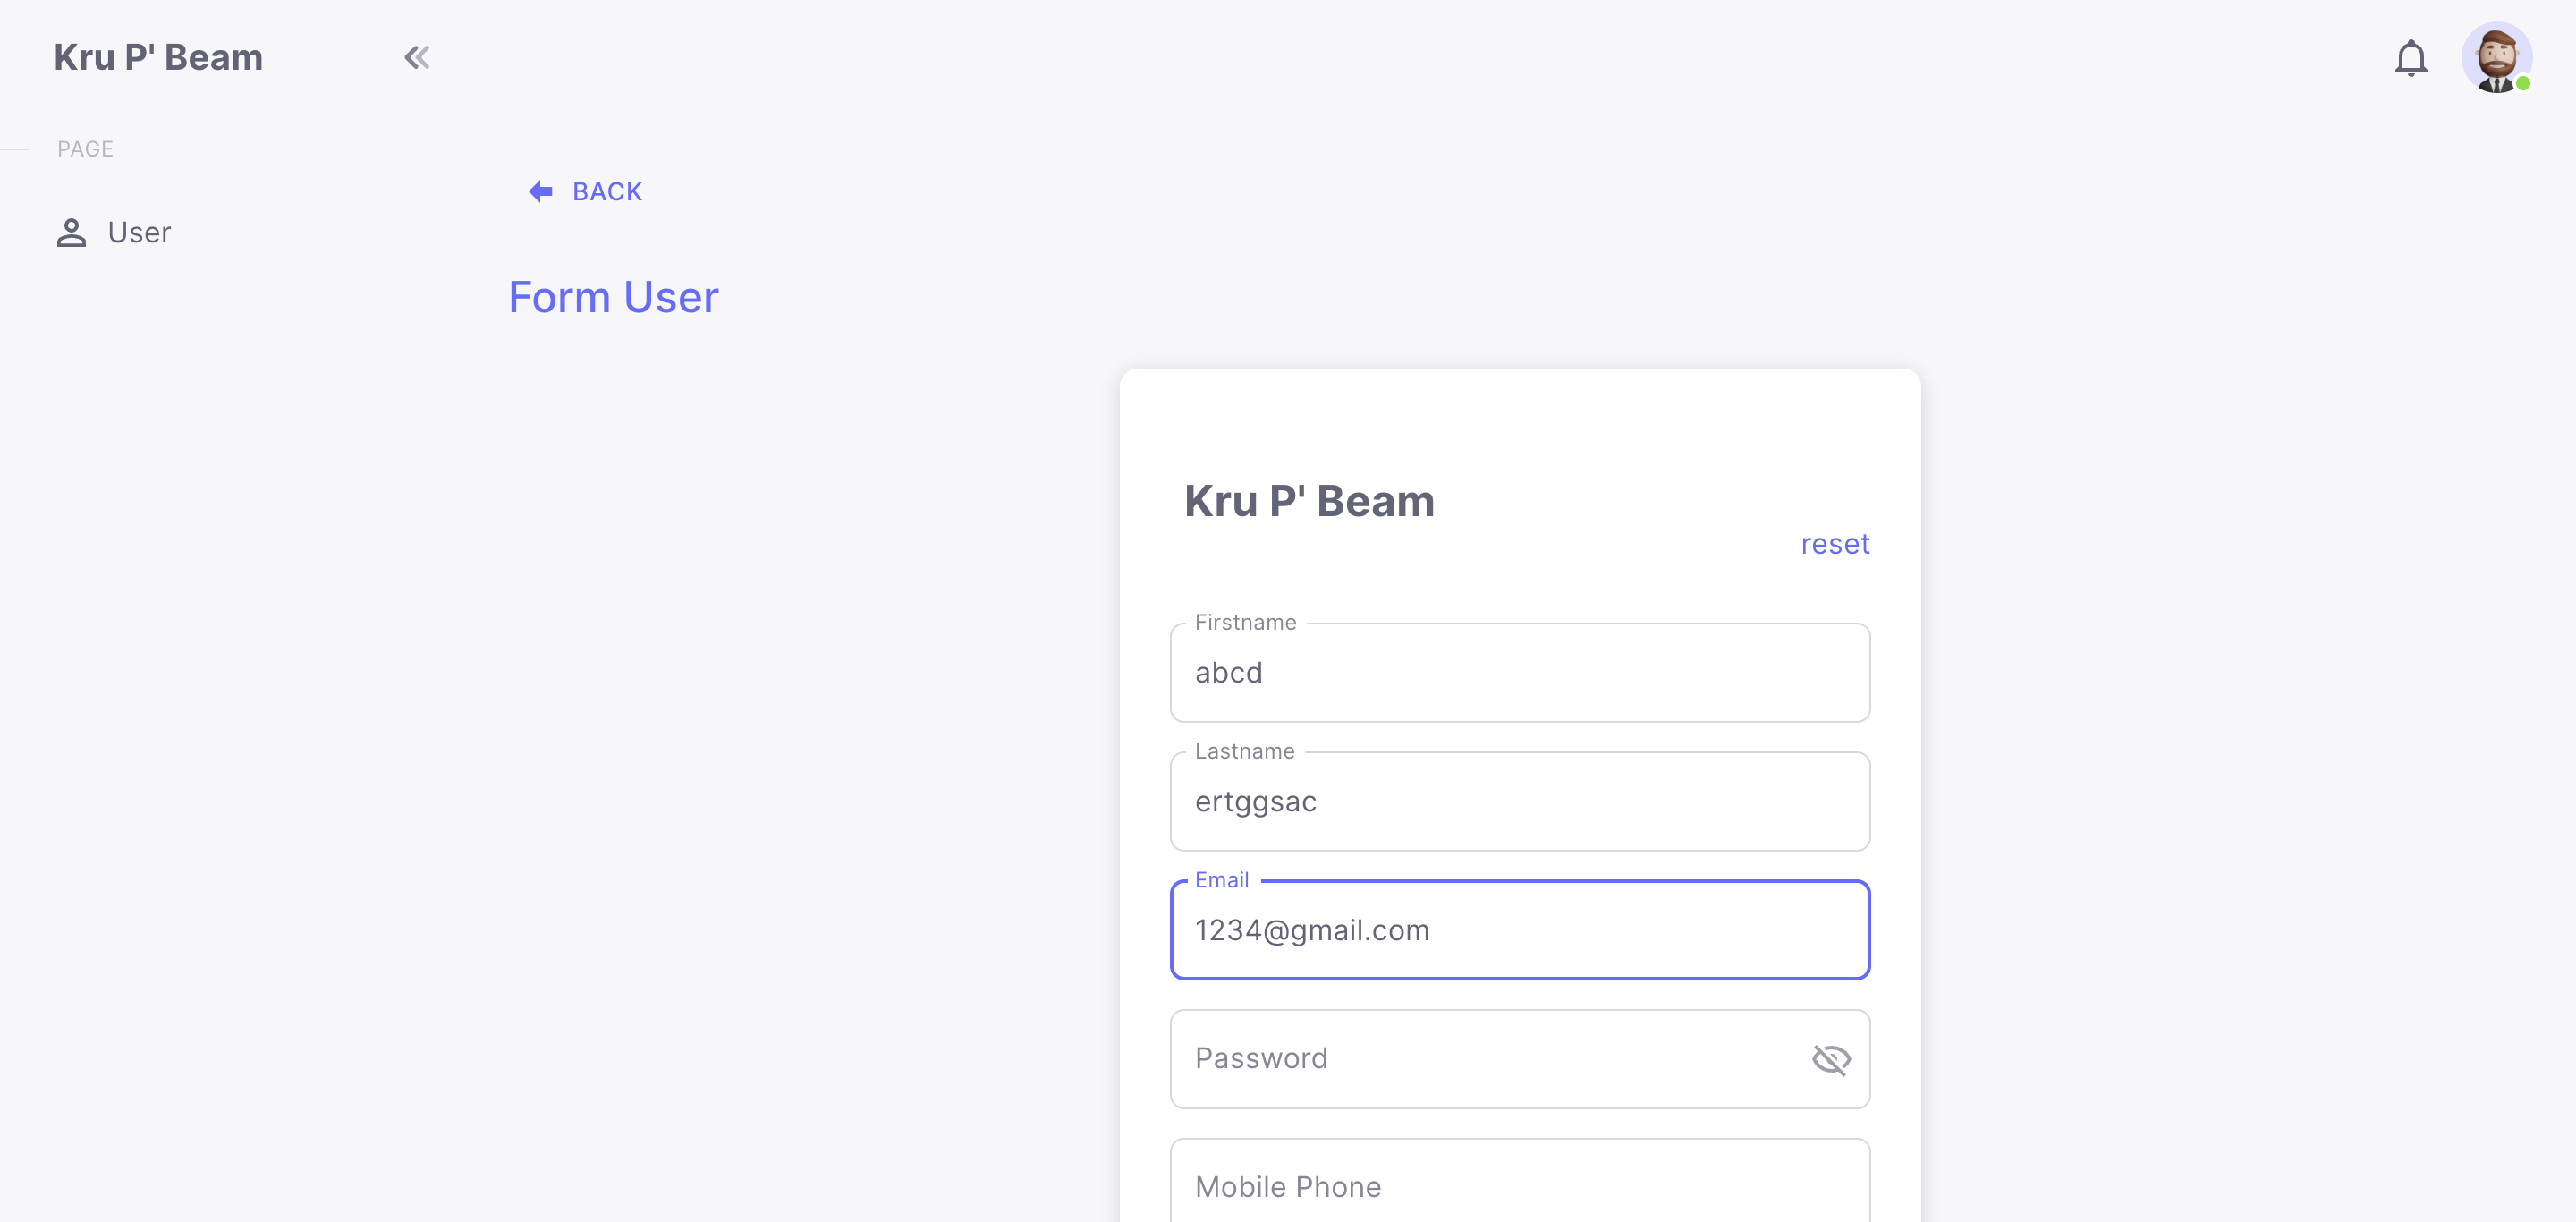 Kru P' Beam
PAGE
User
BACK
Form User
Kru P' Beam
reset
Firstname
abcd
Lastname
ertggsac
Email
1234@gmail.com
Password
Mobile Phone